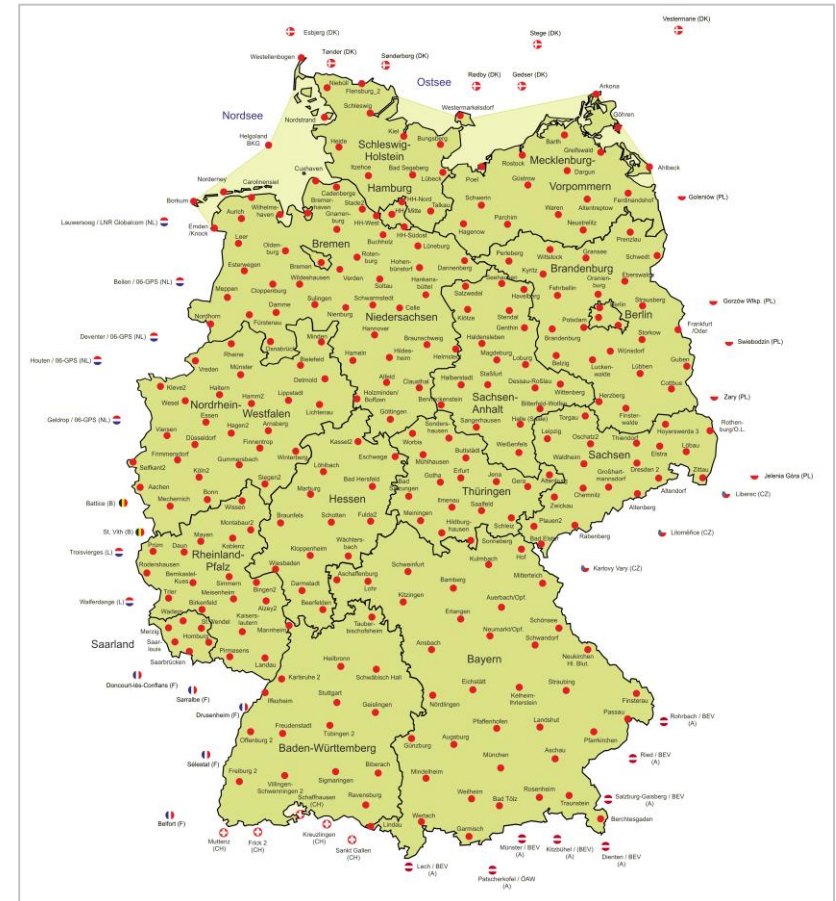 Vestermarie (DK)
Esbjerg (DK)
Stege (DK)
Tønder (DK)
Westellenbogen
Sønderborg (DK)
Rødby (DK)
Gedser (DK)
Ostsee
Niebüll
Flensburg_2
Arkona
Schleswig
Nordsee
Nordstrand
Westermarkelsdorf
Göhren
Helgoland
BKG
Kiel
Bungsberg
Barth
Heide
Schleswig-
Holstein
Greifswald
Rostock
Mecklenburg-
Vorpommern
Ahlbeck
Itzehoe
Bad Segeberg
Lübeck
Poel
Dargun
Güstrow
Cuxhaven
Norderney
Carolinensiel
Hamburg
Cadenberge
HH-Nord
Talkau
Schwerin
Waren
Altentreptow
Ferdinandshof
Goleniów (PL)
Borkum
Bremer-
haven
Stade2
HH-Mitte
HH-West
HH-Südost
Parchim
Neustrelitz
Wilhelms-
haven
Aurich
Gnarren-
burg
Hagenow
Prenzlau
Lauwersoog / LNR Globalcom (NL)
Emden
/Knock
Leer
Bremen
Buchholz
Lüneburg
Wittstock
Gransee
Schwedt
Olden-
burg
Roten-
burg
Hohen-
bünstorf
Dannenberg
Perleberg
Kyritz
Brandenburg
Esterwegen
Bremen
Verden
Soltau
Seehausen
Oranien-
burg
Eberswalde
Beilen / 06-GPS (NL)
Cloppenburg
Wildeshausen
Hankens-
büttel
Salzwedel
Havelberg
Fehrbellin
Meppen
Damme
Sulingen
Schwarmstedt
Celle
Klötze
Stendal
Berlin
Strausberg
Gorzów Wlkp. (PL)
Nordhorn
Fürstenau
Nienburg
Niedersachsen
Genthin
Potsdam
Berlin
Frankfurt
/Oder
Deventer / 06-GPS (NL)
Rheine
Osnabrück
Minden
Hannover
Braunschweig
Haldensleben
Brandenburg
Storkow
Swiebodzin (PL)
Houten / 06-GPS (NL)
Vreden
Münster
Bielefeld
Hameln
Hildes-
heim
Helmstedt
Magdeburg
Loburg
Belzig
Wünsdorf
Guben
Kleve2
Haltern
Detmold
Alfeld
Clausthal
Halberstadt
Staßfurt
Dessau-Roßlau
Lucken-
walde
Lübben
Cottbus
Wesel
Nordrhein-
Westfalen
Hamm2
Lippstadt
Holzminden/
Boffzen
Benneckenstein
Sachsen-
Anhalt
Wittenberg
Bitterfeld-Wolfen
Herzberg
Zary (PL)
Geldrop / 06-GPS (NL)
Essen
Hagen2
Arnsberg
Lichtenau
Göttingen
Sangerhausen
Halle (Saale)
Torgau
Finster-
walde
Viersen
Düsseldorf
Finnentrop
Kassel2
Worbis
Sonders-
hausen
Leipzig
Oschatz2
Thiendorf
Hoyerswerda 3
Rothen-
burg/O.L.
Frimmersdorf
Gummersbach
Winterberg
Eschwege
Mühlhausen
Buttstädt
Weißenfels
Waldheim
Sachsen
Elstra
Löbau
Selfkant2
Köln2
Siegen2
Löhlbach
Gotha
Erfurt
Jena
Gera
Altenburg
Großhart-
mannsdorf
Dresden 2
Zittau
Aachen
Bonn
Wissen
Marburg
Bad Hersfeld
Bad
Salzungen
Thüringen
Chemnitz
Altendorf
Jelenia Góra (PL)
Battice (B)
Mechernich
Hessen
Ilmenau
Saalfeld
Zwickau
Altenberg
Liberec (CZ)
St. Vith (B)
Montabaur2
Braunfels
Schotten
Fulda2
Meiningen
Hildburg-
hausen
Schleiz
Plauen2
Rabenberg
Litoměřice (CZ)
Troisvierges (L)
Prüm
Daun
Mayen
Koblenz
Wächters-
bach
Sonneberg
Bad Elster
Hof
Rheinland-
Pfalz
Kloppenheim
Schweinfurt
Kulmbach
Karlovy Vary (CZ)
Rodershausen
Bernkastel-
Kues
Simmern
Wiesbaden
Aschaffenburg
Lohr
Bamberg
Mitterteich
Trier
Meisenheim
Bingen2
Darmstadt
Kitzingen
Auerbach/Opf.
Walferdange (L)
Birkenfeld
Alzey2
Beerfelden
Erlangen
Schönsee
Wadern
St.Wendel
Kaisers-
lautern
Mannheim
Tauber-
bischofsheim
Neumarkt/Opf.
Schwandorf
Saarland
Merzig
Saar-
louis
Homburg
Ansbach
Neukirchen
Hl. Blut.
Saarbrücken
Pirmasens
Landau
Heilbronn
Bayern
Doncourt-lès-Conflans (F)
Karlsruhe 2
Schwäbisch Hall
Eichstätt
Kelheim-
Ihrlerstein
Straubing
Finsterau
Sarralbe (F)
Iffezheim
Stuttgart
Nördlingen
Passau
Drusenheim (F)
Geislingen
Pfaffenhofen
Landshut
Rohrbach / BEV
(A)
Offenburg 2
Freudenstadt
Tübingen 2
Günzburg
Augsburg
Pfarrkirchen
Baden-Württemberg
München
Aschau
Sélestat (F)
Ried / BEV
(A)
Freiburg 2
Villingen-
Schwenningen 2
Sigmaringen
Biberach
Mindelheim
Schaffhausen
(CH)
Ravensburg
Weilheim
Bad Tölz
Rosenheim
Traunstein
Salzburg-Gaisberg / BEV
(A)
Belfort (F)
Kreuzlingen
(CH)
Lindau
Wertach
Berchtesgaden
Muttenz
(CH)
Frick 2
(CH)
Sankt Gallen
(CH)
Garmisch
Münster / BEV
(A)
Kitzbühel / (BEV)
(A)
Dienten / BEV
(A)
Lech / BEV
(A)
Patscherkofel / ÖAW
(A)